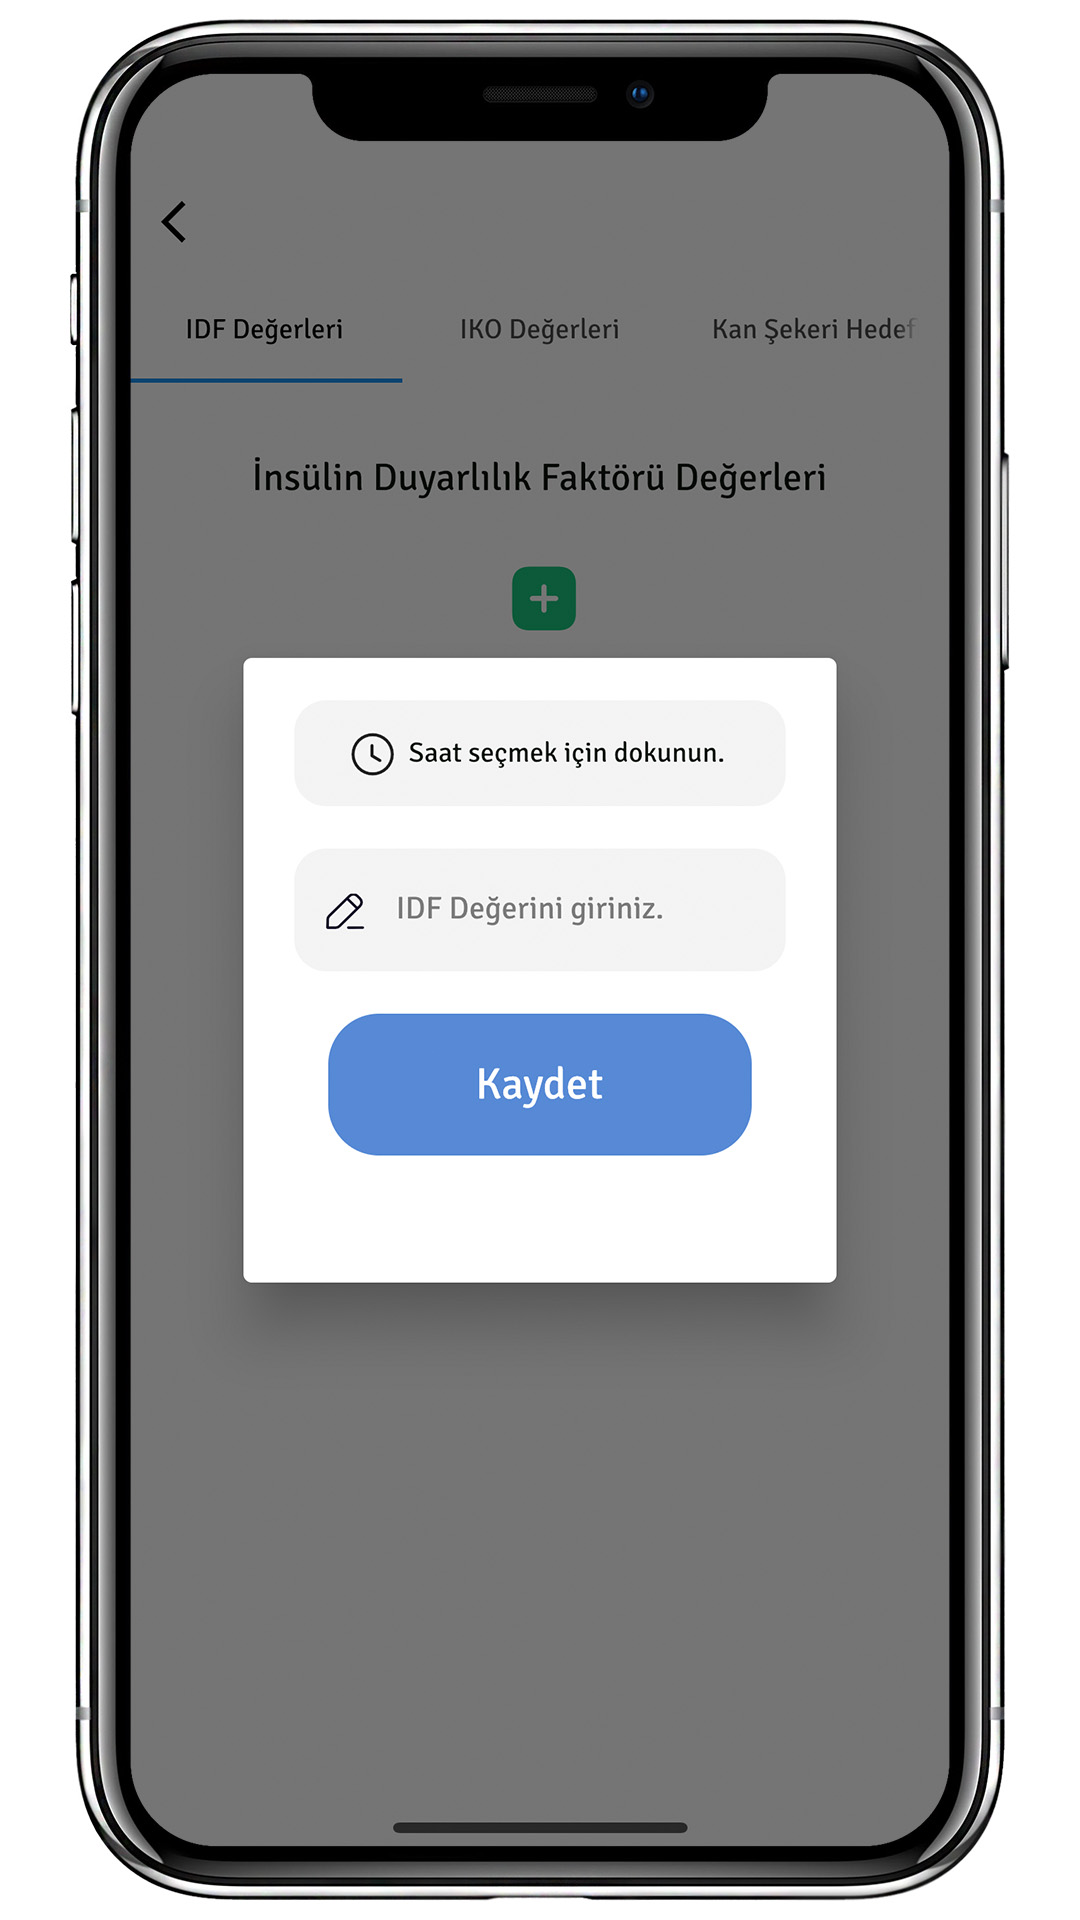 IDF Değerleri IKO Değerleri Kan Şekeri Hedef
İnsülin Duyarlılık Faktörü Değerleri
Saat seçmek için dokunun.
IDF Değerini giriniz.
Kaydet